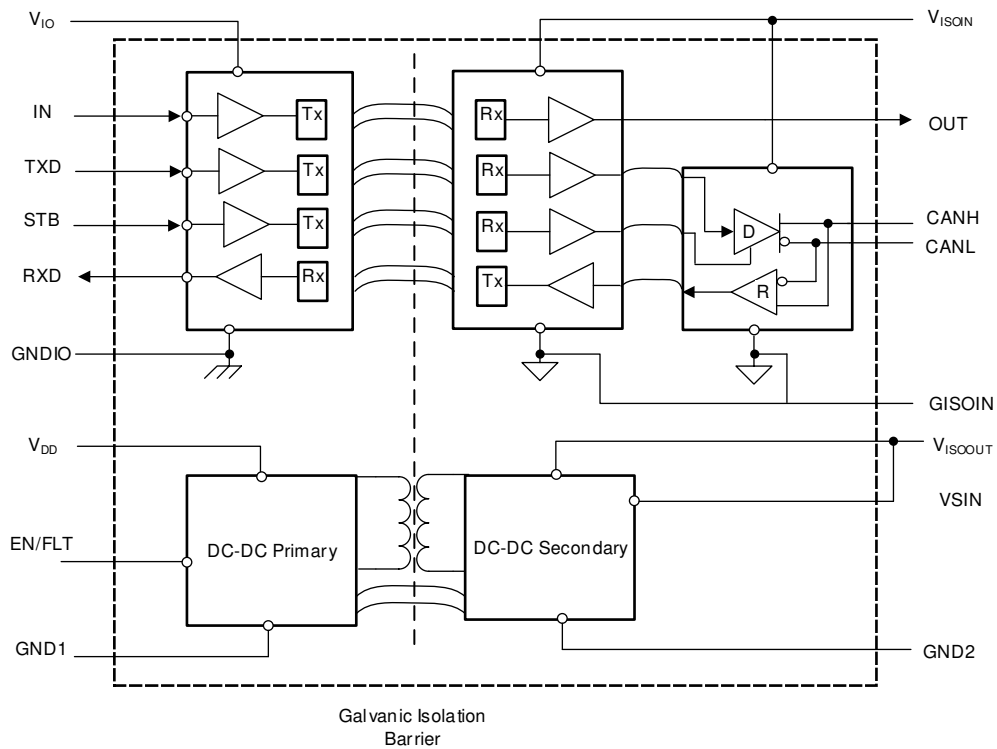 VIO
VISOIN
IN
Tx
Rx
OUT
TXD
Tx
Rx
STB
Tx
Rx
D
CANH
CANL
RXD
Rx
Tx
R
GNDIO
GISOIN
VDD
VISOOUT
VSIN
EN/FLT
DC-DC Primary
DC-DC Secondary
GND1
GND2
Galvanic Isolation
Barrier